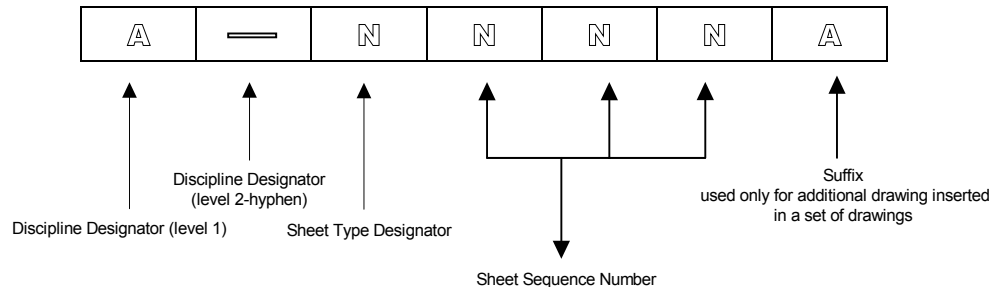 A — N N N N A
Discipline Designator
(level 2-hyphen)
Suffix
used only for additional drawing inserted
in a set of drawings
Discipline Designator (level 1)
Sheet Type Designator
Sheet Sequence Number